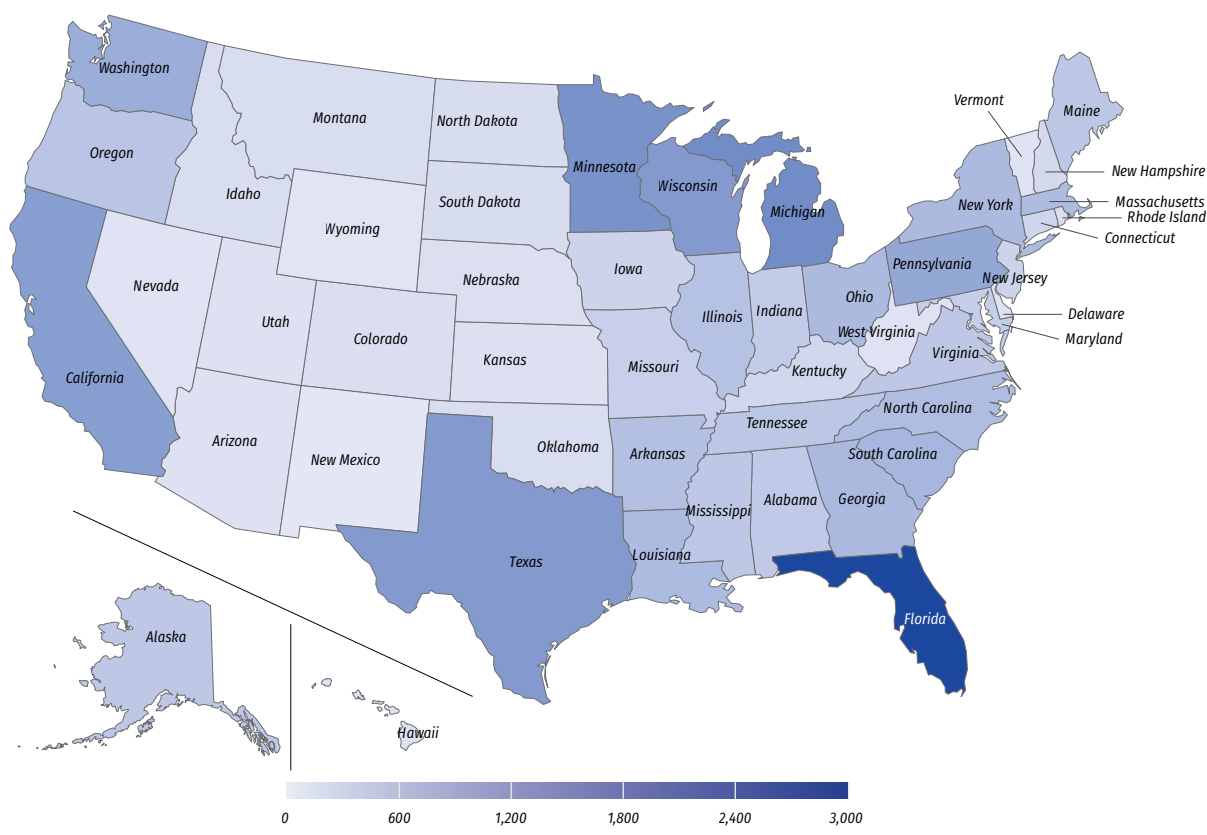 Washington
Oregon
California
Idaho
Nevada
Montana
Wyoming
Utah
Arizona
Colorado
New Mexico
North Dakota
South Dakota
Nebraska
Kansas
Oklahoma
Texas
Minnesota
Iowa
Missouri
Arkansas
Louisiana
Wisconsin
Illinois
Michigan
Indiana
Ohio
Kentucky
Tennessee
Mississippi
Alabama
Georgia
Florida
South Carolina
North Carolina
Virginia
West Virginia
Pennsylvania
New York
New Jersey
Vermont
Maine
New Hampshire
Massachusetts
Rhode Island
Connecticut
Delaware
Maryland
Alaska
Hawaii
0 600 1,200 1,800 2,400 3,000